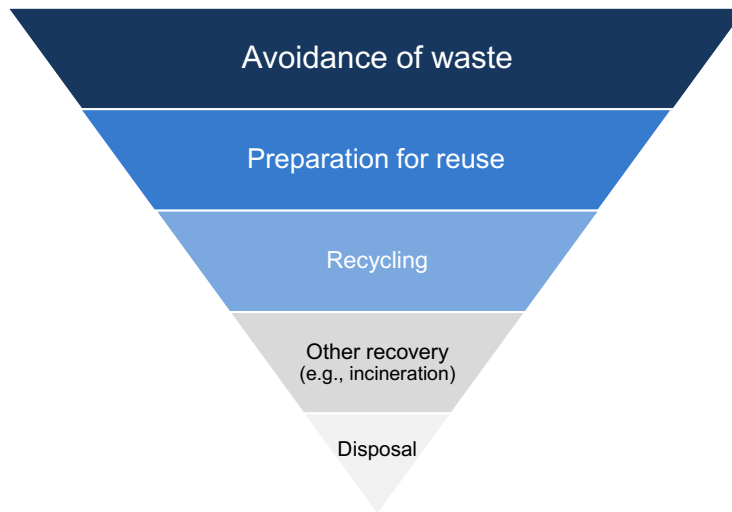 Avoidance of waste
Preparation for reuse
Recycling
Other recovery
(e.g., incineration)
Disposal